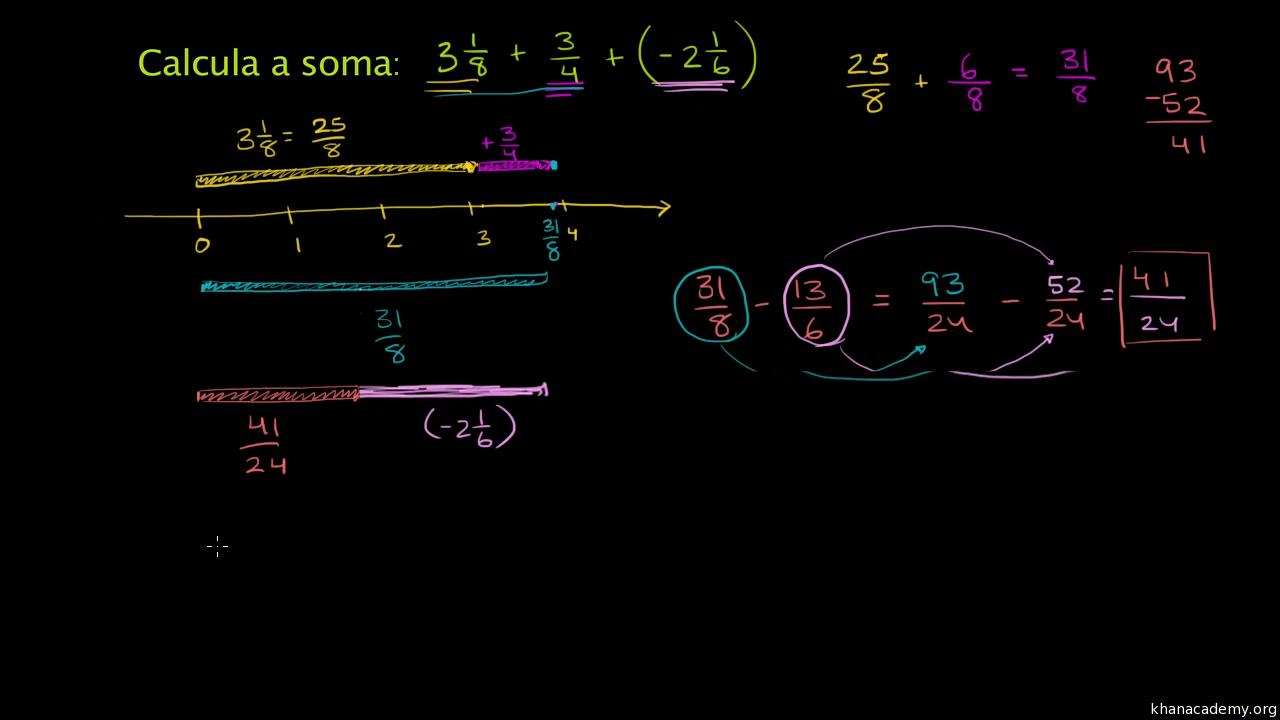 Calcula a soma: 3 1/8 + 3/4 + (-2 1/6)
25/8 + 6/8 = 31/8
93
-52
41
3 1/8 = 25/8
+ 3/4
0 1 2 3 31/8 4
31/8
31/8 - 13/6 = 93/24 - 52/24 = 41/24
41/24
(-2 1/6)
khanacademy.org